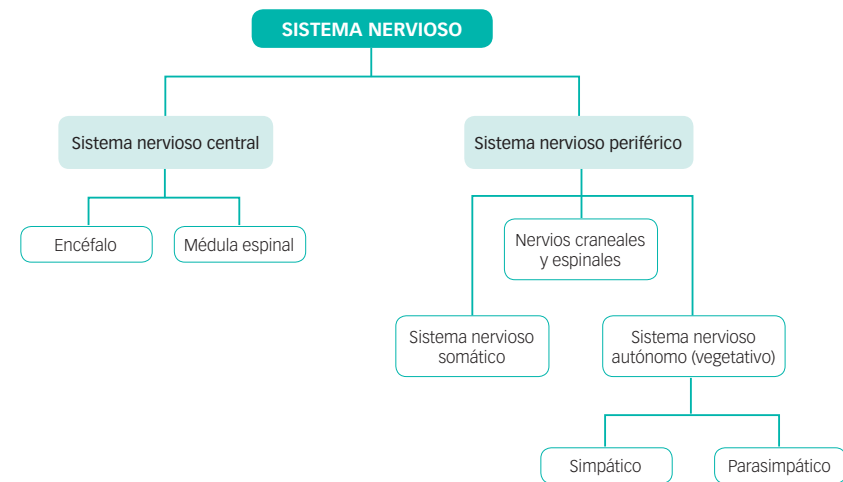 SISTEMA NERVIOSO
Sistema nervioso central
Sistema nervioso periférico
Encéfalo
Médula espinal
Nervios craneales
y espinales
Sistema nervioso
somático
Sistema nervioso
autónomo (vegetativo)
Simpático
Parasimpático